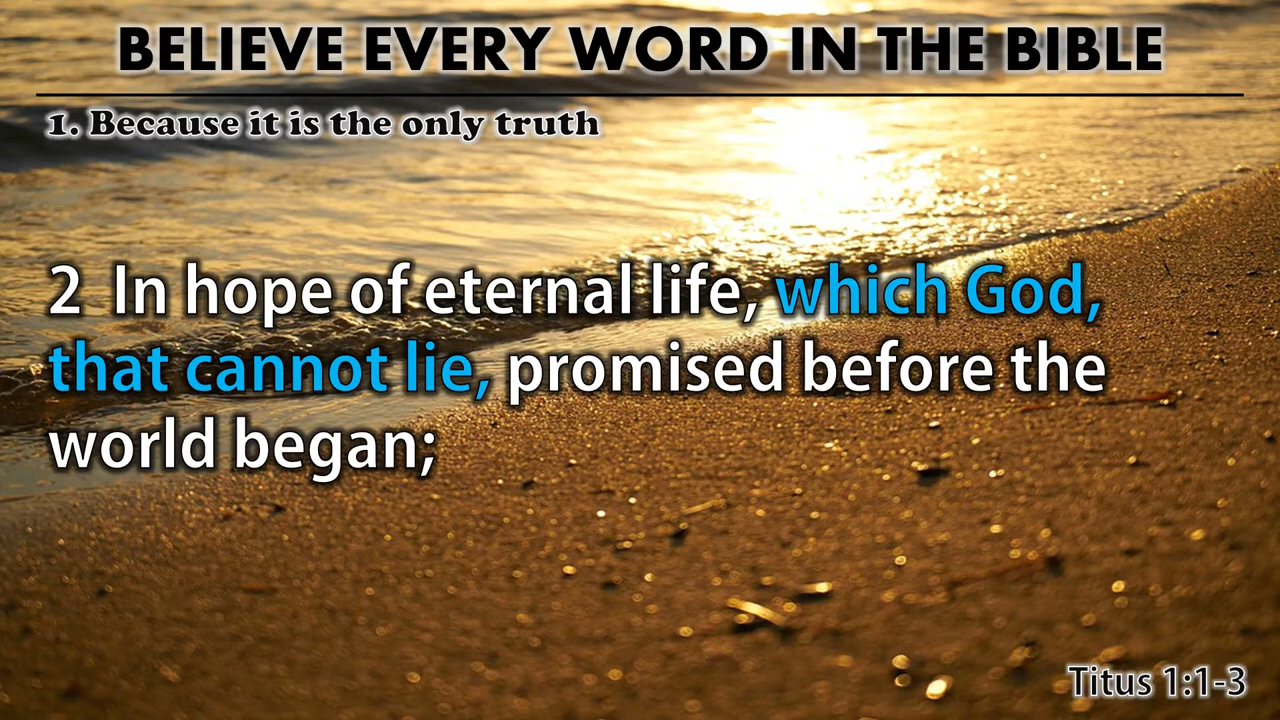 BELIEVE EVERY WORD IN THE BIBLE
1. Because it is the only truth
2 In hope of eternal life, which God,
that cannot lie, promised before the
world began;
Titus 1:1-3